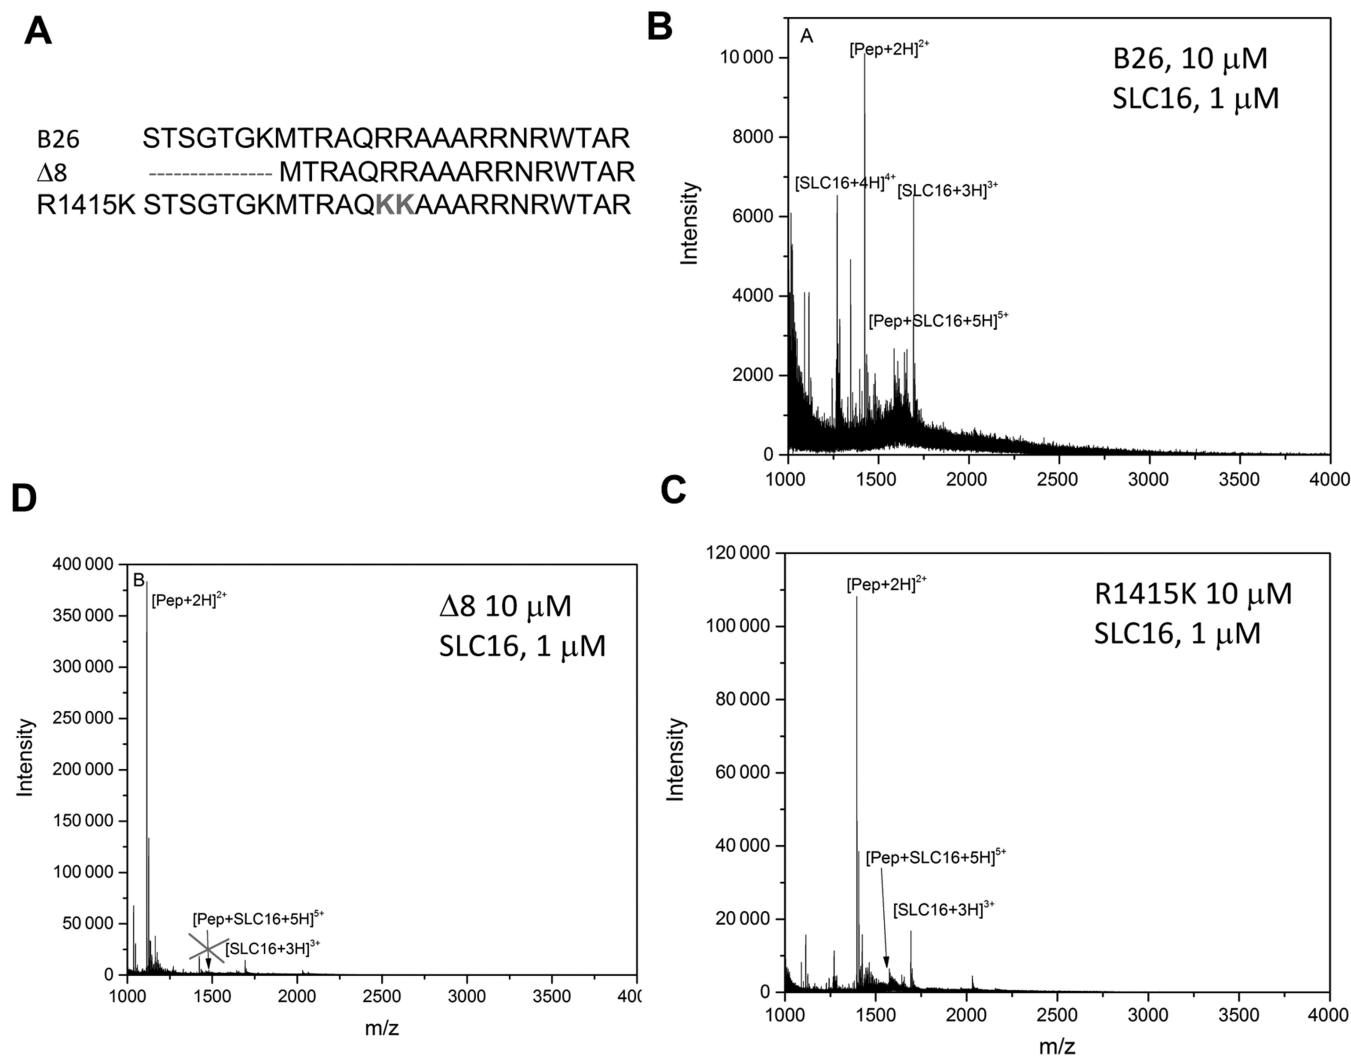 A
B26 STSGTGKMTRAQRRAAARRNRWTAR
Δ8 -------------- MTRAQRRAAARRNRWTAR
R1415K STSGTGKMTRAQKKAAARRNRWTAR
B
A
[Pep+2H]2+
B26, 10 μM
SLC16, 1 μM
[SLC16+4H]4+
[SLC16+3H]3+
[Pep+SLC16+5H]5+
Intensity
10 000
8000
6000
4000
2000
0
1000 1500 2000 2500 3000 3500 4000
D
B
[Pep+2H]2+
Δ8 10 μM
SLC16, 1 μM
[Pep+SLC16+5H]5+
[SLC16+3H]3+
Intensity
400 000
350 000
300 000
250 000
200 000
150 000
100 000
50 000
0
1000 1500 2000 2500 3000 3500 400
m/z
C
[Pep+2H]2+
R1415K 10 μM
SLC16, 1 μM
[Pep+SLC16+5H]5+
[SLC16+3H]3+
Intensity
120 000
100 000
80 000
60 000
40 000
20 000
0
1000 1500 2000 2500 3000 3500 4000
m/z